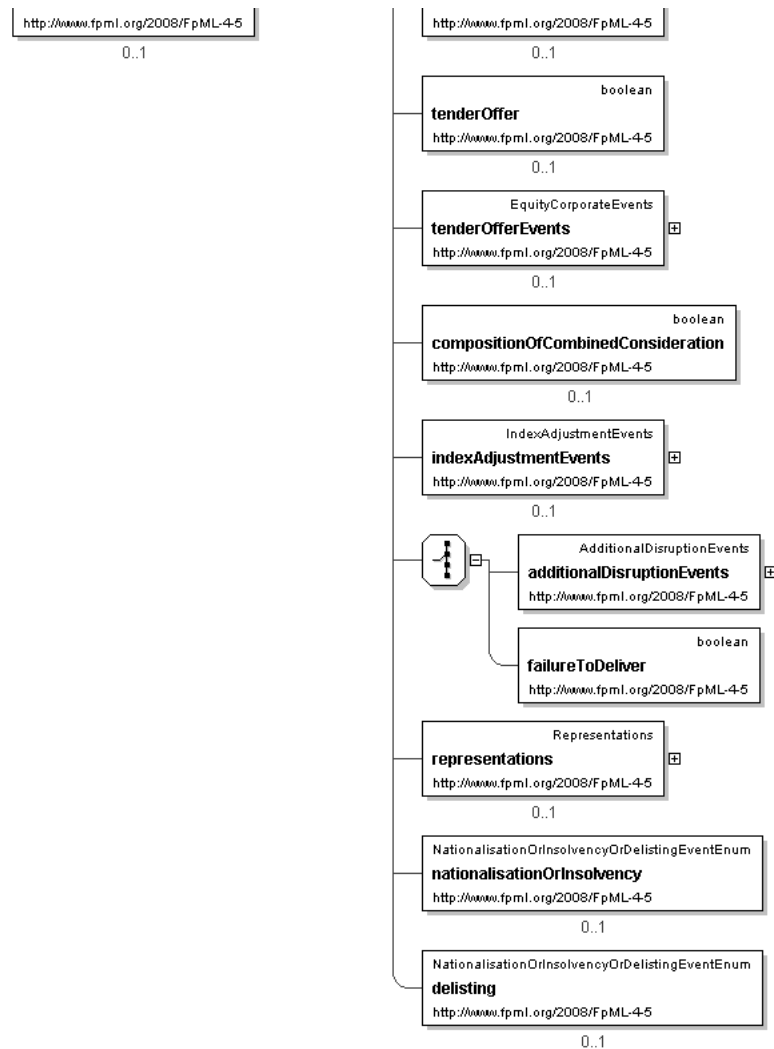 http://www.fpml.org/2008/FpML-4-5
0..1
http://www.fpml.org/2008/FpML-4-5
0..1
boolean
tenderOffer
http://www.fpml.org/2008/FpML-4-5
0..1
EquityCorporateEvents
tenderOfferEvents
http://www.fpml.org/2008/FpML-4-5
0..1
boolean
compositionOfCombinedConsideration
http://www.fpml.org/2008/FpML-4-5
0..1
IndexAdjustmentEvents
indexAdjustmentEvents
http://www.fpml.org/2008/FpML-4-5
0..1
AdditionalDisruptionEvents
additionalDisruptionEvents
http://www.fpml.org/2008/FpML-4-5
boolean
failureToDeliver
http://www.fpml.org/2008/FpML-4-5
Representations
representations
http://www.fpml.org/2008/FpML-4-5
0..1
NationalisationOrInsolvencyOrDelistingEventEnum
nationalisationOrInsolvency
http://www.fpml.org/2008/FpML-4-5
0..1
NationalisationOrInsolvencyOrDelistingEventEnum
delisting
http://www.fpml.org/2008/FpML-4-5
0..1